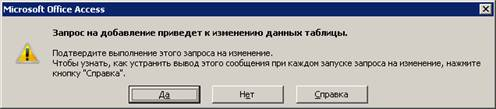 Microsoft Office Access
Запрос на добавление приведет к изменению данных таблицы.
Подтвердите выполнение этого запроса на изменение.
Чтобы узнать, как устранить вывод этого сообщения при каждом запуске запроса на изменение, нажмите
кнопку "Справка".
Да Нет Справка